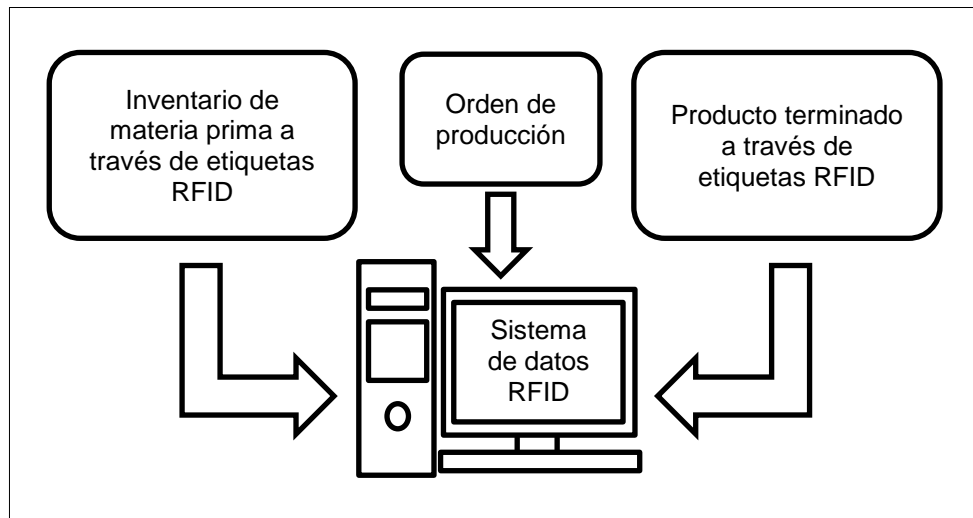 Inventario de
materia prima a
través de etiquetas
RFID
Orden de
producción
Producto terminado
a través de
etiquetas RFID
Sistema
de datos
RFID